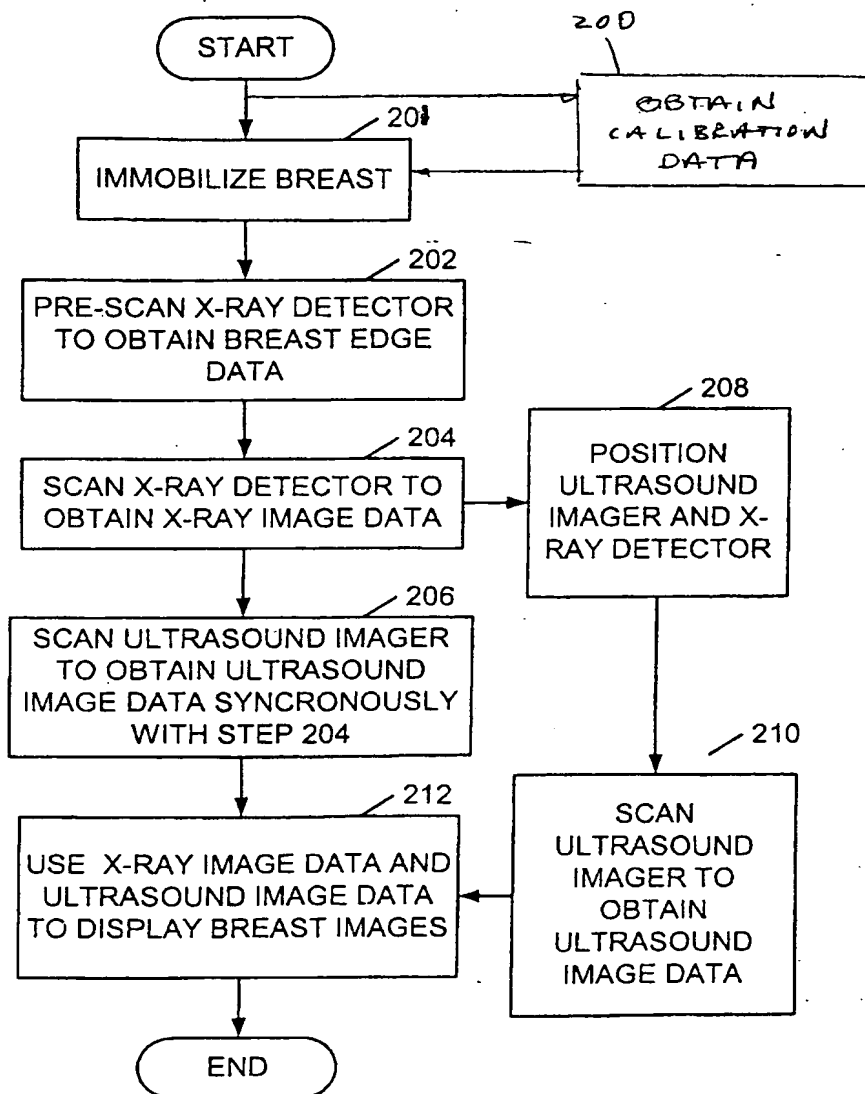 START
200
OBTAIN
CALIBRATION
DATA
201
IMMOBILIZE BREAST
202
PRE-SCAN X-RAY DETECTOR
TO OBTAIN BREAST EDGE
DATA
204
SCAN X-RAY DETECTOR TO
OBTAIN X-RAY IMAGE DATA
208
POSITION
ULTRASOUND
IMAGER AND X-
RAY DETECTOR
206
SCAN ULTRASOUND IMAGER
TO OBTAIN ULTRASOUND
IMAGE DATA SYNCRONOUSLY
WITH STEP 204
210
SCAN
ULTRASOUND
IMAGER TO
OBTAIN
ULTRASOUND
IMAGE DATA
212
USE X-RAY IMAGE DATA AND
ULTRASOUND IMAGE DATA
TO DISPLAY BREAST IMAGES
END